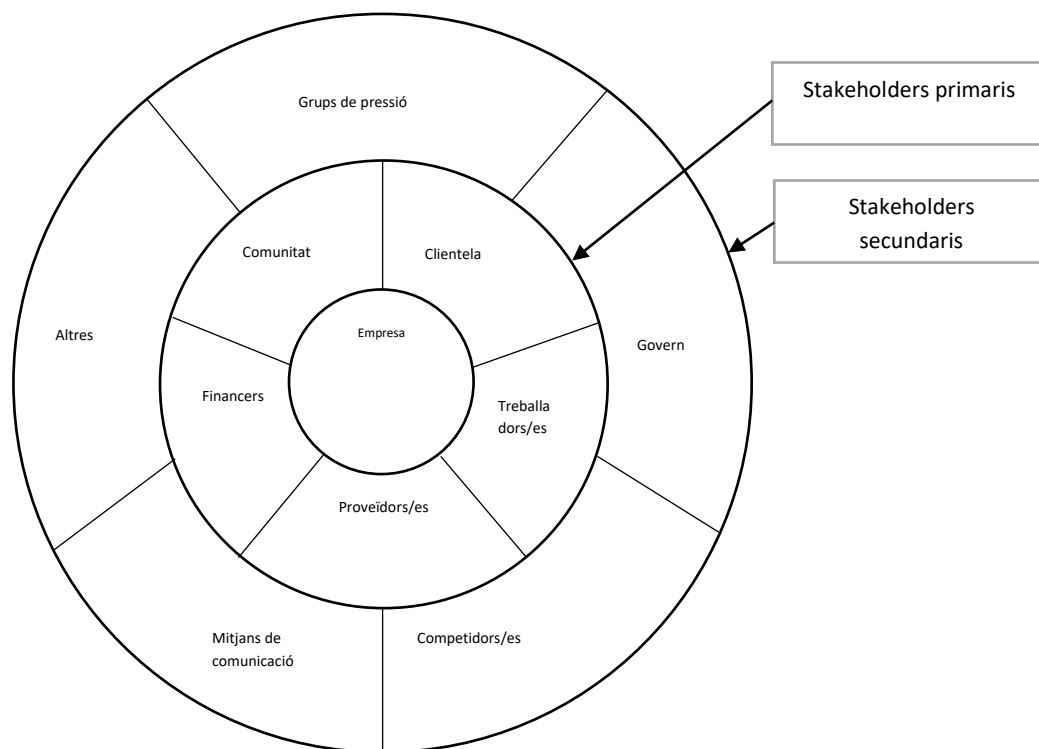 Stakeholders primaris
Grups de pressió
Stakeholders
secundaris
Comunitat
Clientela
Empresa
Altres
Govern
Financers
Treballa
dors/es
Proveïdors/es
Mitjans de
comunicació
Competidors/es